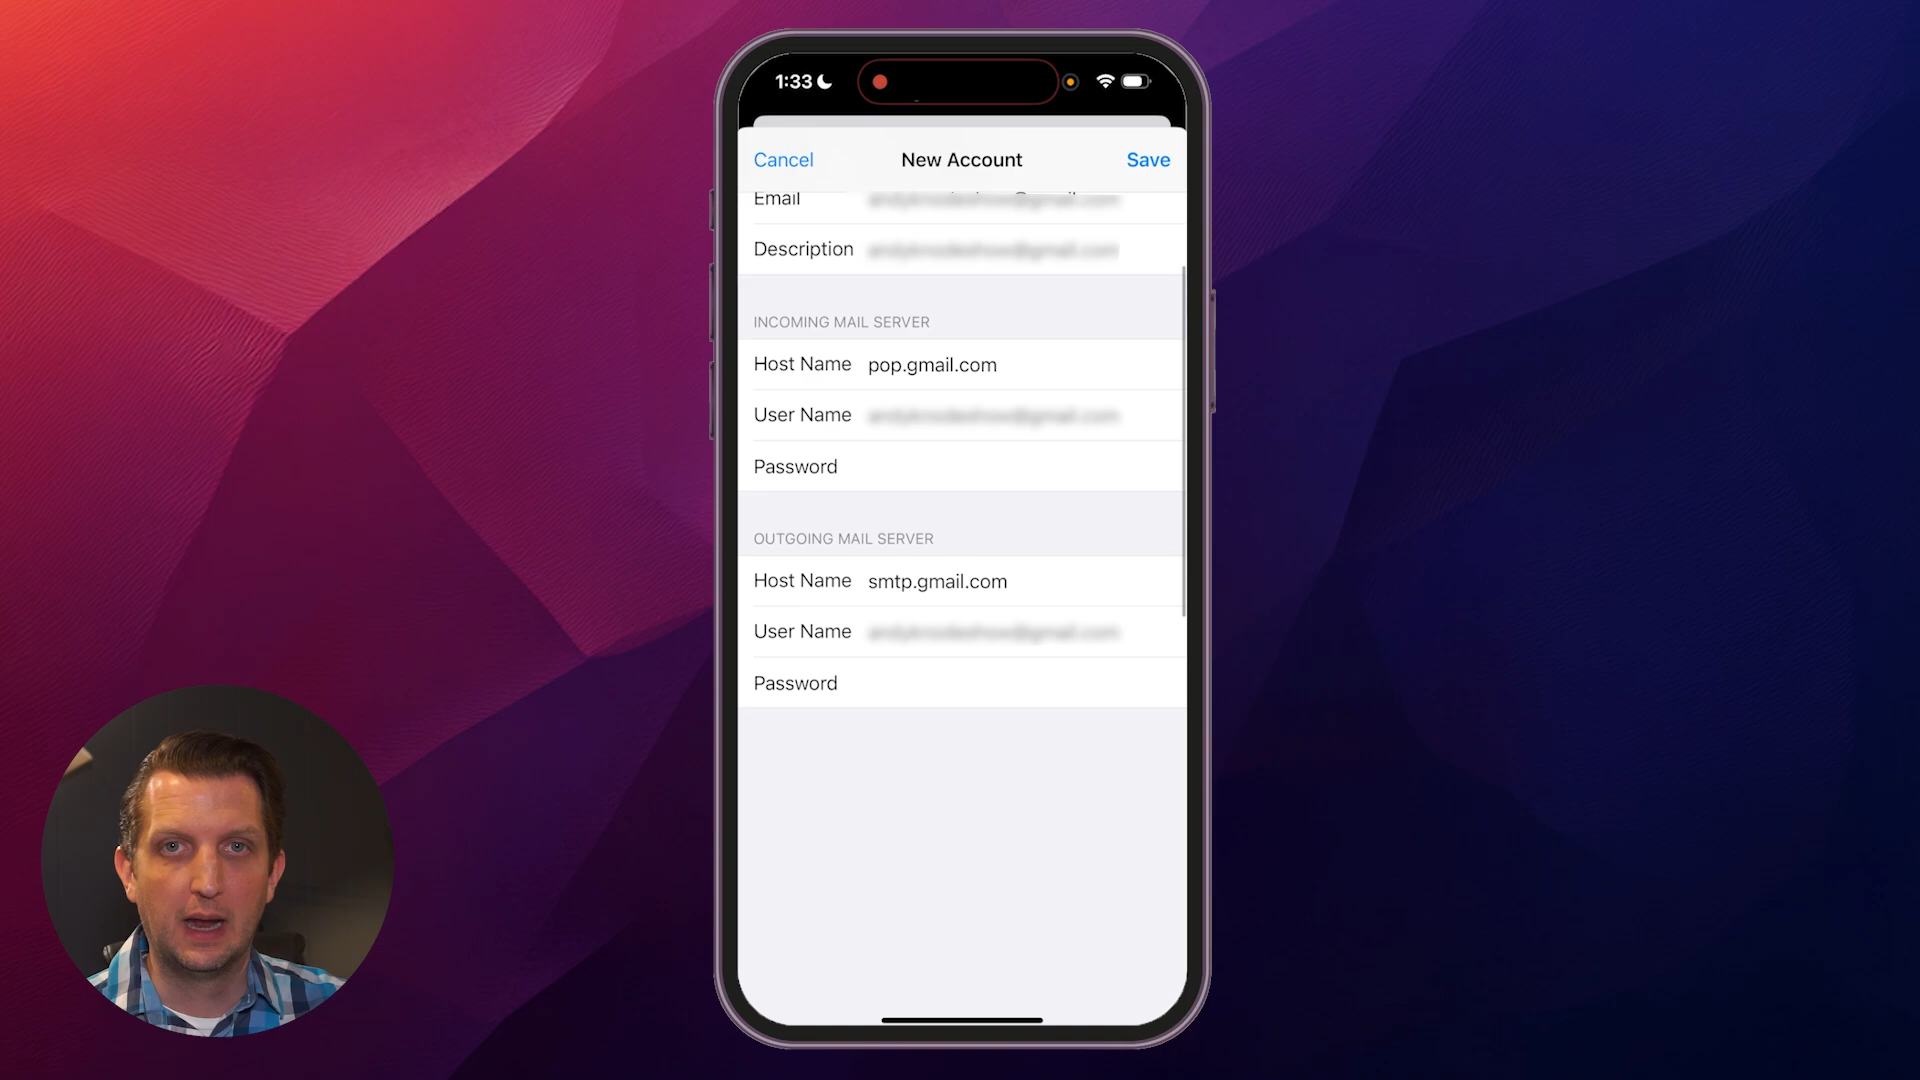 1:33
Cancel New Account Save
Email
Description
INCOMING MAIL SERVER
Host Name pop.gmail.com
User Name
Password
OUTGOING MAIL SERVER
Host Name smtp.gmail.com
User Name
Password